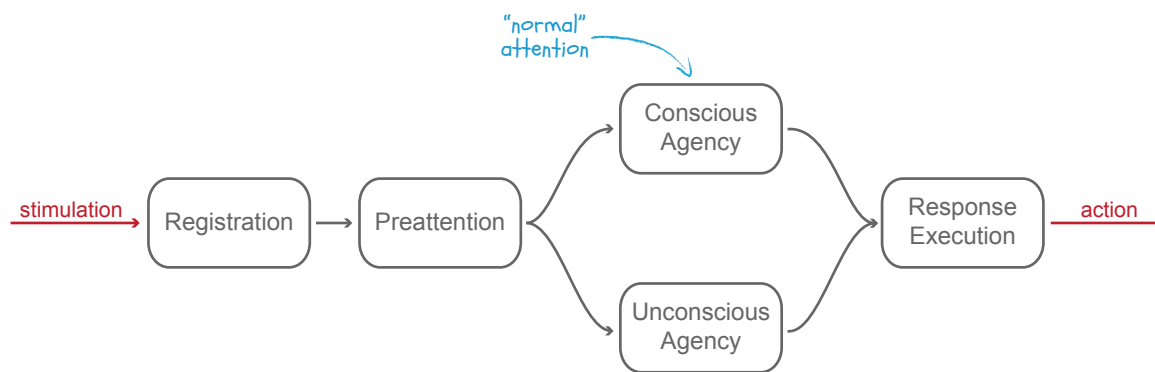 “normal”
attention
Conscious
Agency
stimulation
Registration
Preattention
Response
Execution
action
Unconscious
Agency